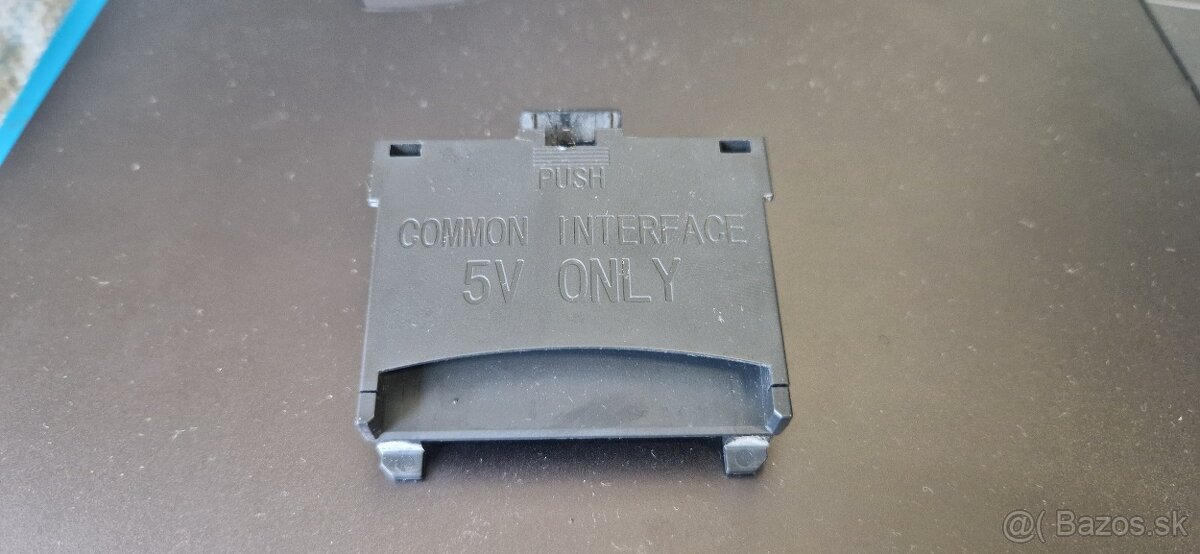 PUSH
COMMON INTERFACE
5V ONLY
@( Bazos.sk